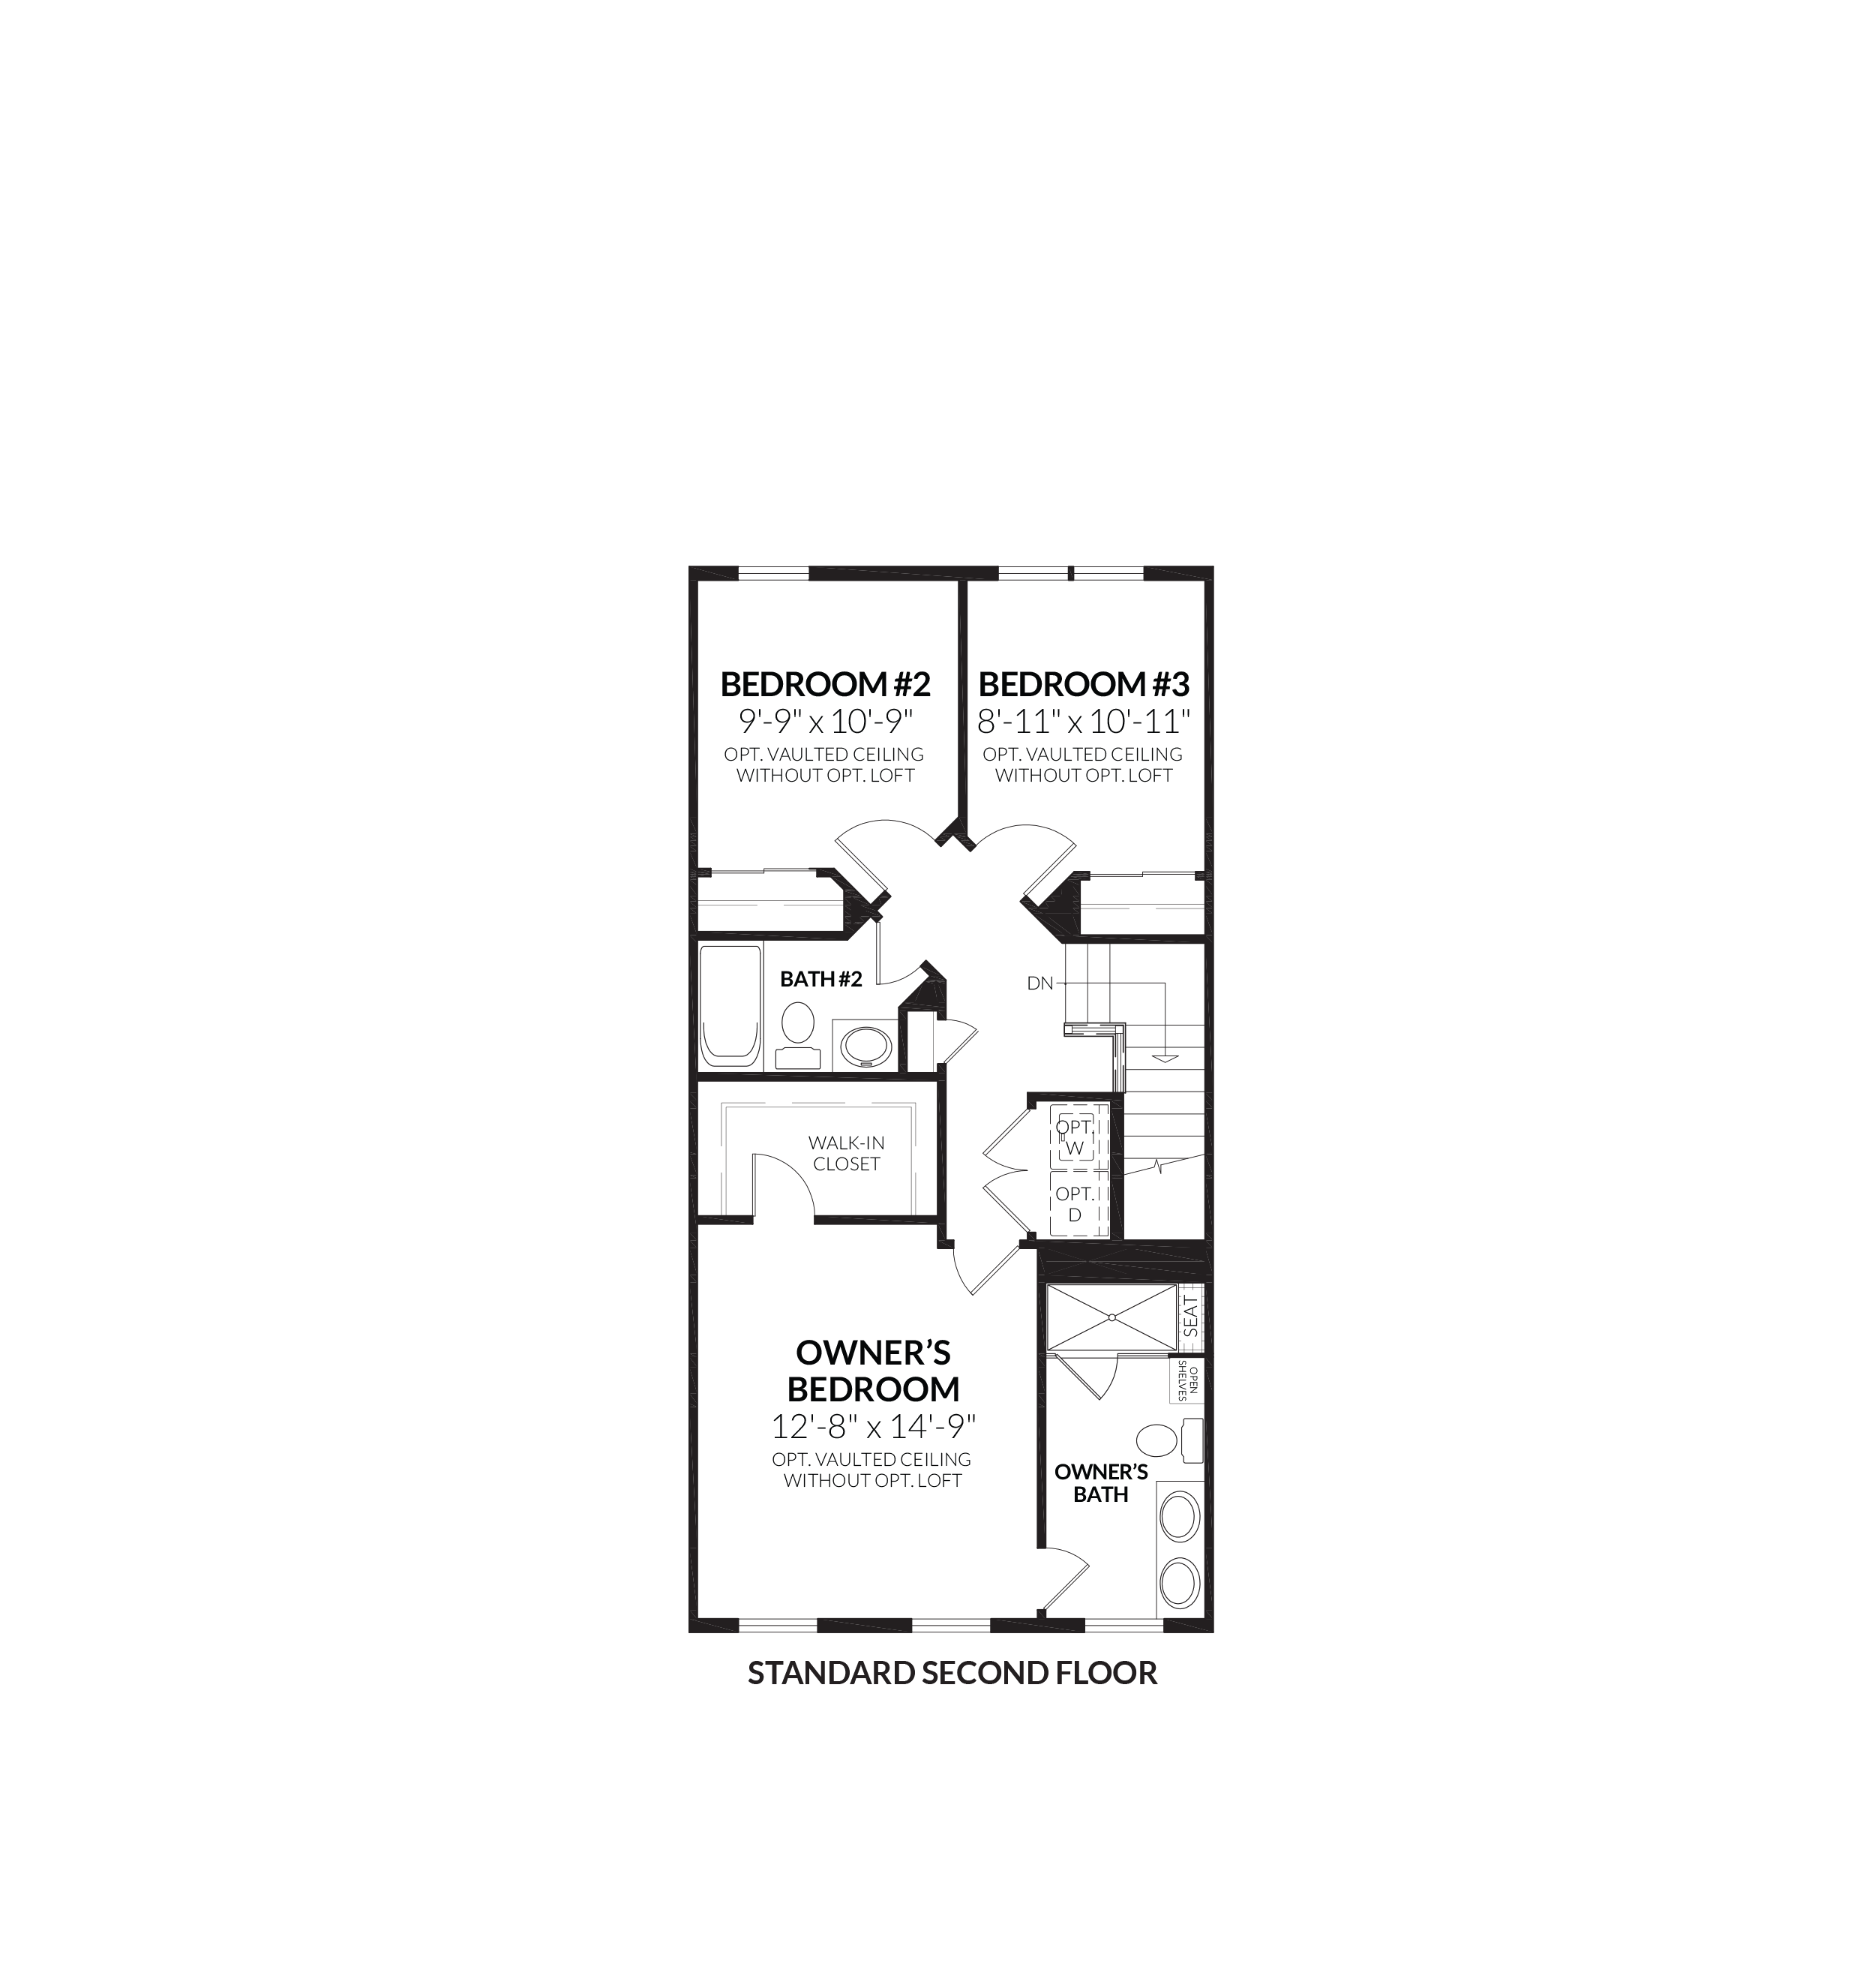 BEDROOM #2
9'-9" x 10'-9"
OPT. VAULTED CEILING
WITHOUT OPT. LOFT
BEDROOM #3
8'-11" x 10'-11"
OPT. VAULTED CEILING
WITHOUT OPT. LOFT
BATH #2
DN
WALK-IN
CLOSET
OPT.
W
OPT.
D
SEAT
OPEN
SHELVES
OWNER’S
BEDROOM
12'-8" x 14'-9"
OPT. VAULTED CEILING
WITHOUT OPT. LOFT
OWNER’S
BATH
STANDARD SECOND FLOOR